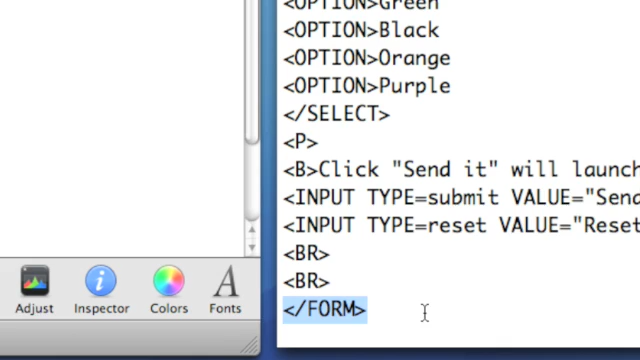 <OPTION>Green
<OPTION>Black
<OPTION>Orange
<OPTION>Purple
</SELECT>
<P>
<B>Click "Send it" will launch
<INPUT TYPE=submit VALUE="Send
<INPUT TYPE=reset VALUE="Reset
<BR>
<BR>
</FORM>
Adjust Inspector Colors Fonts